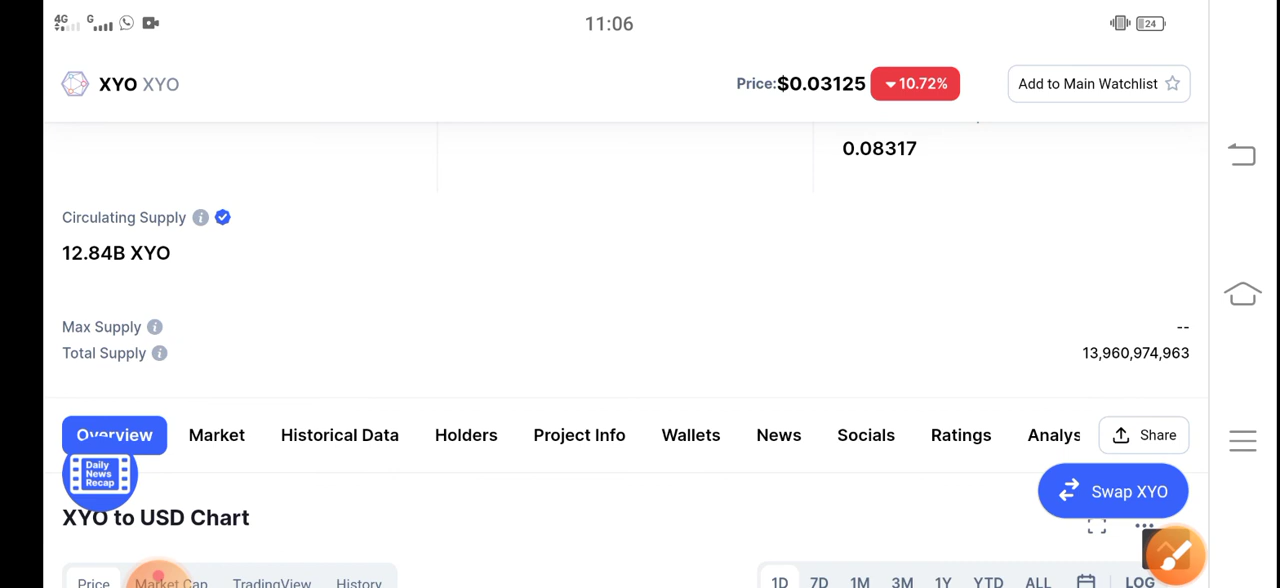 4G G 11:06 24
XYO XYO Price:$0.03125 10.72% Add to Main Watchlist
0.08317
Circulating Supply
12.84B XYO
Max Supply --
Total Supply 13,960,974,963
Overview Market Historical Data Holders Project Info Wallets News Socials Ratings Analys Share
Daily
News
Recap
Swap XYO
XYO to USD Chart
Price Market Cap TradingView History 1D 7D 1M 3M 1Y YTD ALL LOG